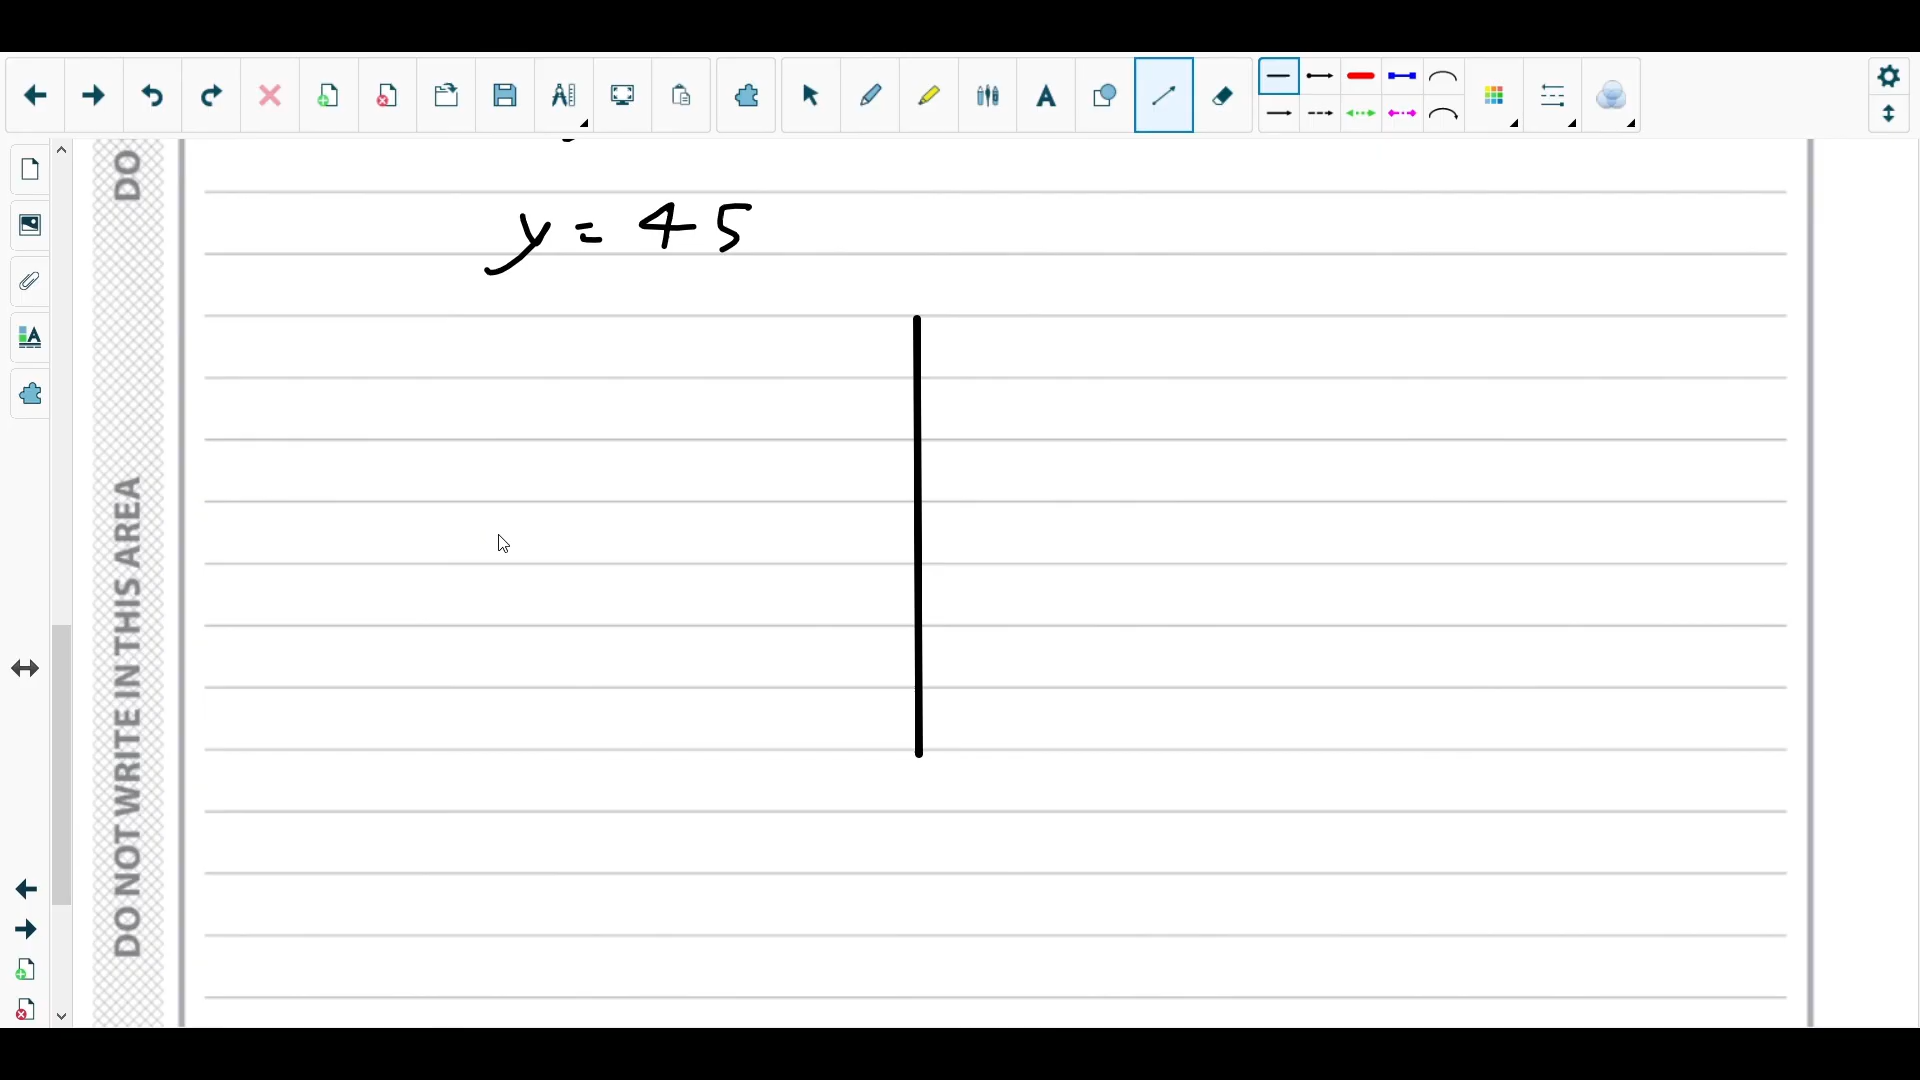 DO
y = 45
DO NOT WRITE IN THIS AREA